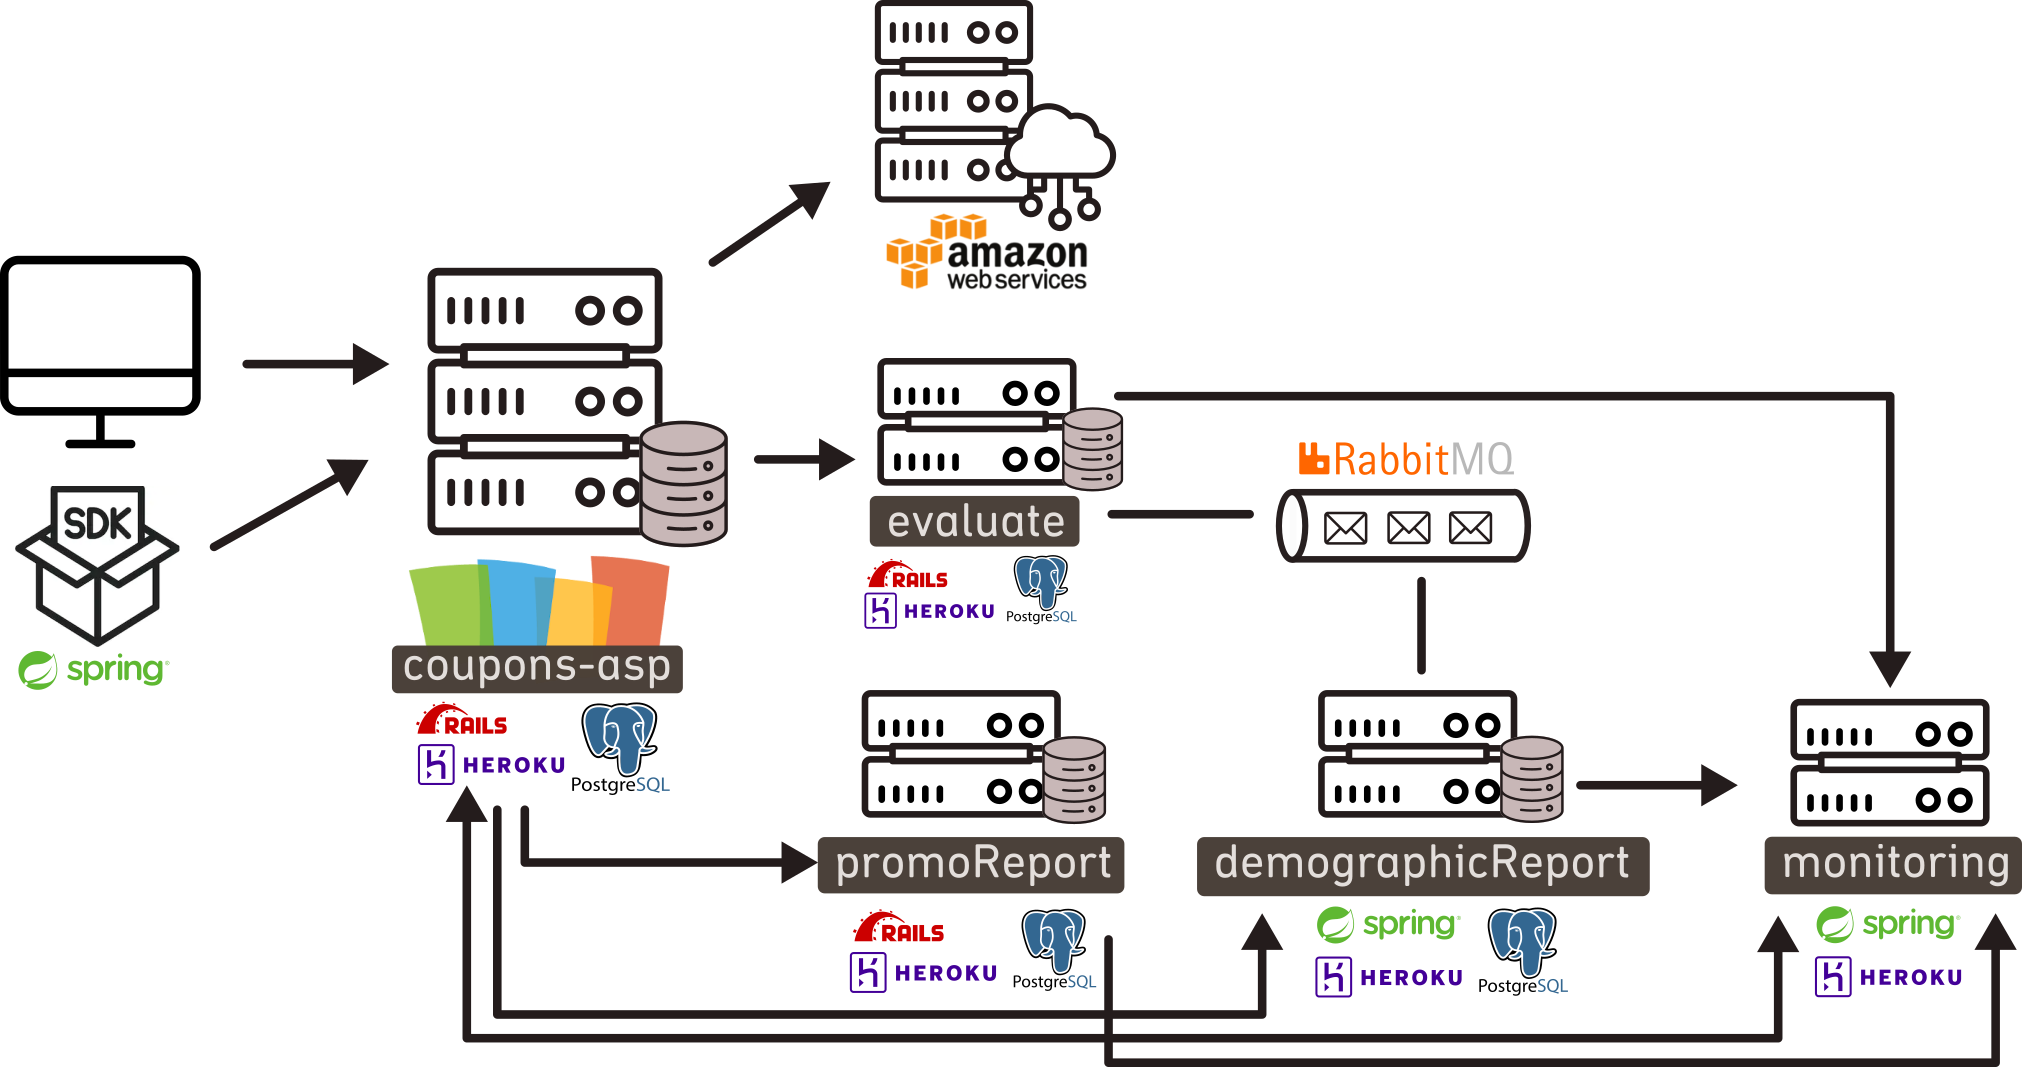 amazon
web services
SDK
spring
RabbitMQ
evaluate
RAILS
HEROKU
PostgreSQL
coupons-asp
RAILS
HEROKU
PostgreSQL
promoReport
RAILS
HEROKU
PostgreSQL
demographicReport
spring
HEROKU
PostgreSQL
monitoring
spring
HEROKU